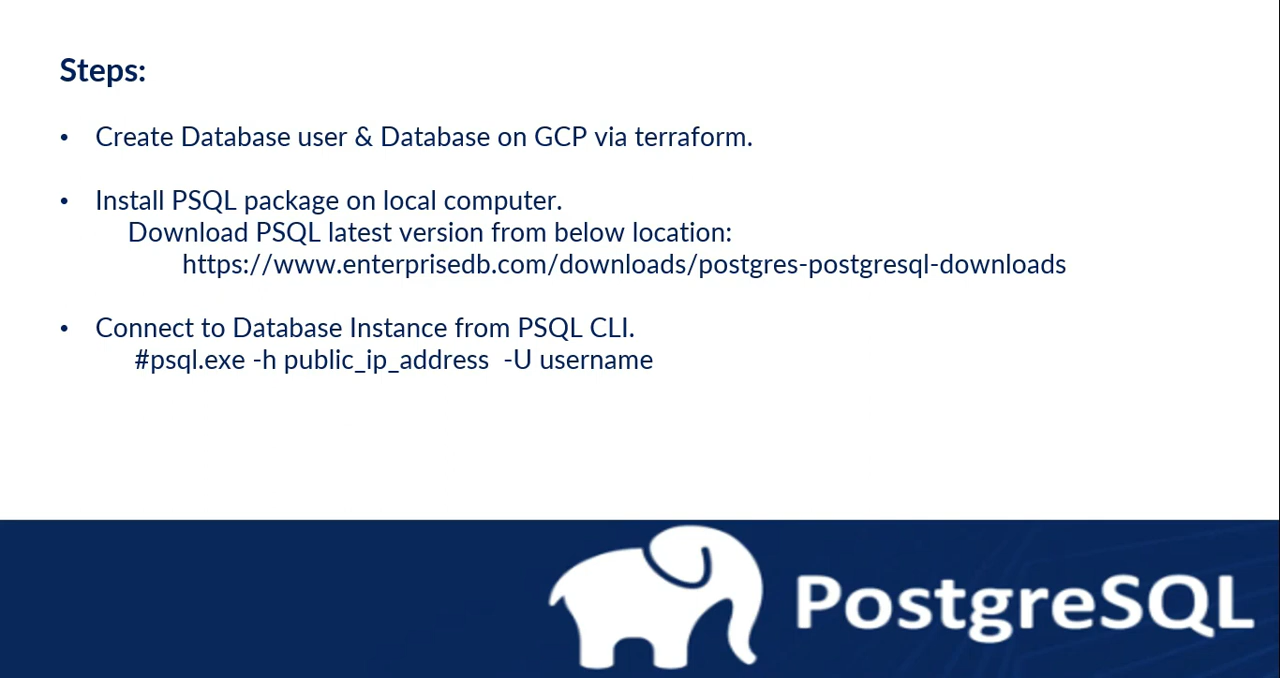 Steps:
• Create Database user & Database on GCP via terraform.
• Install PSQL package on local computer.
Download PSQL latest version from below location:
https://www.enterprisedb.com/downloads/postgres-postgresql-downloads
• Connect to Database Instance from PSQL CLI.
#psql.exe -h public_ip_address  -U username
PostgreSQL